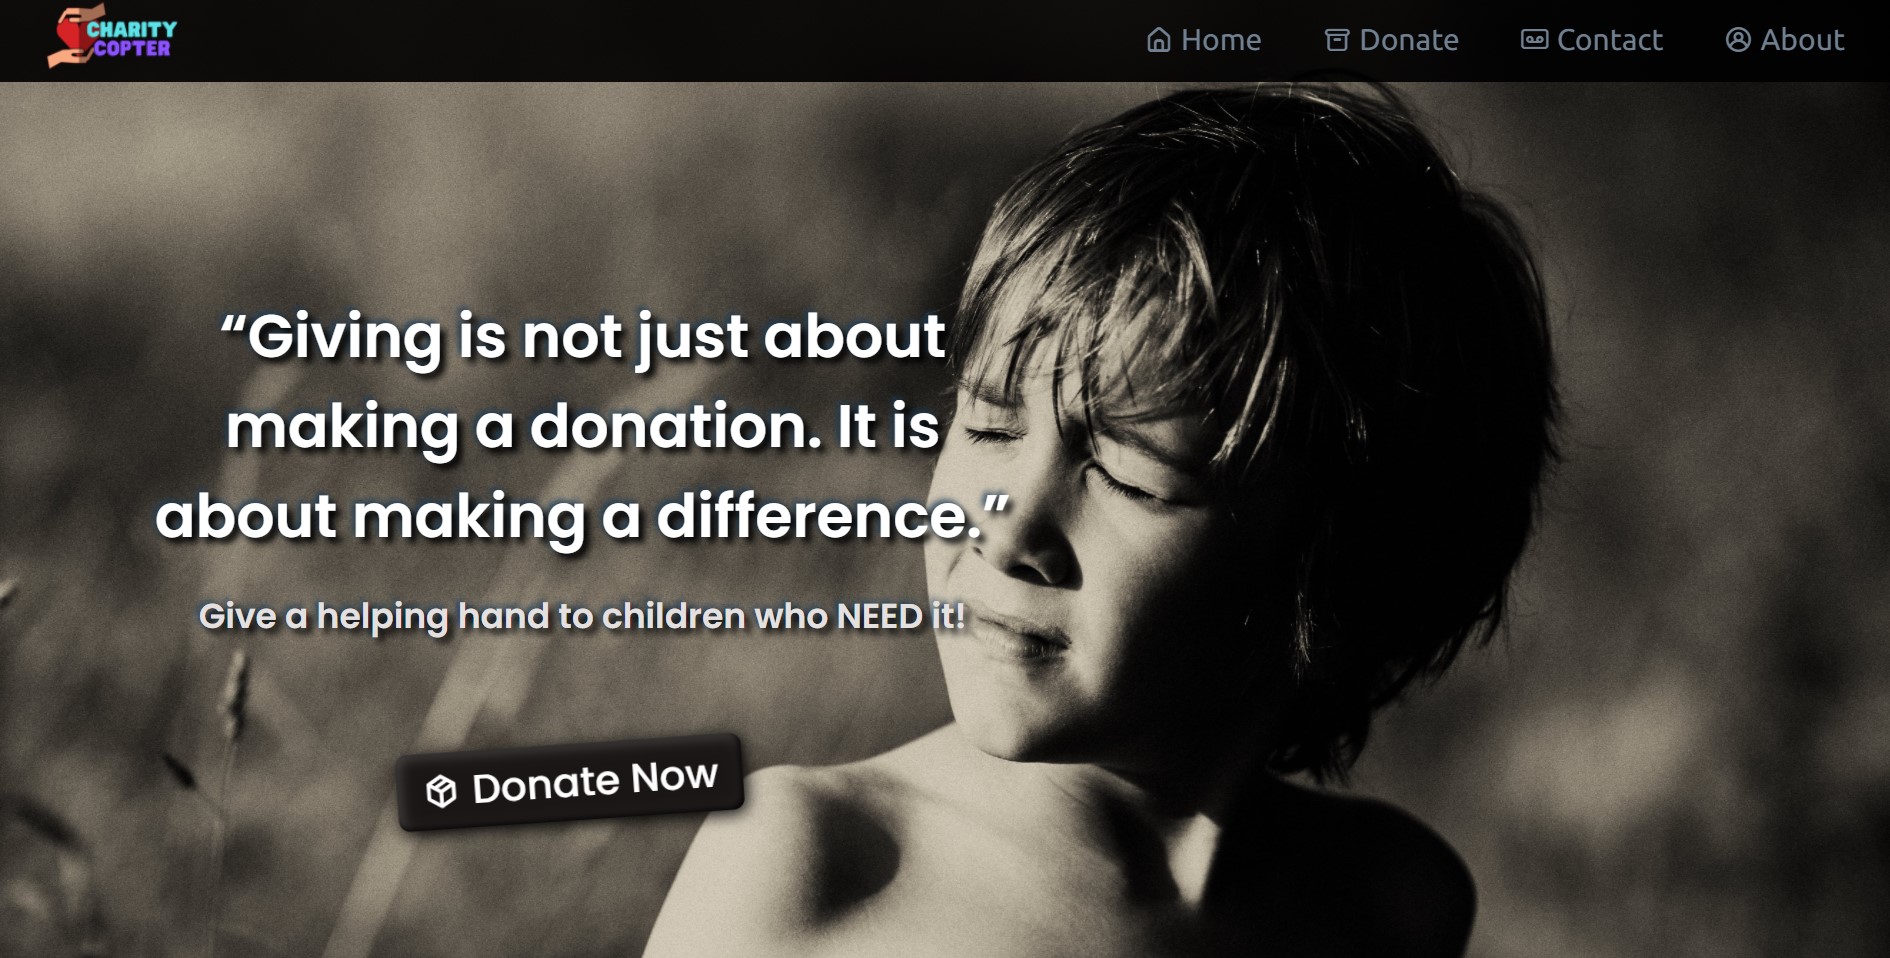 CHARITY
COPTER
Home
Donate
Contact
About
“Giving is not just about
making a donation. It is
about making a difference.”
Give a helping hand to children who NEED it!
Donate Now